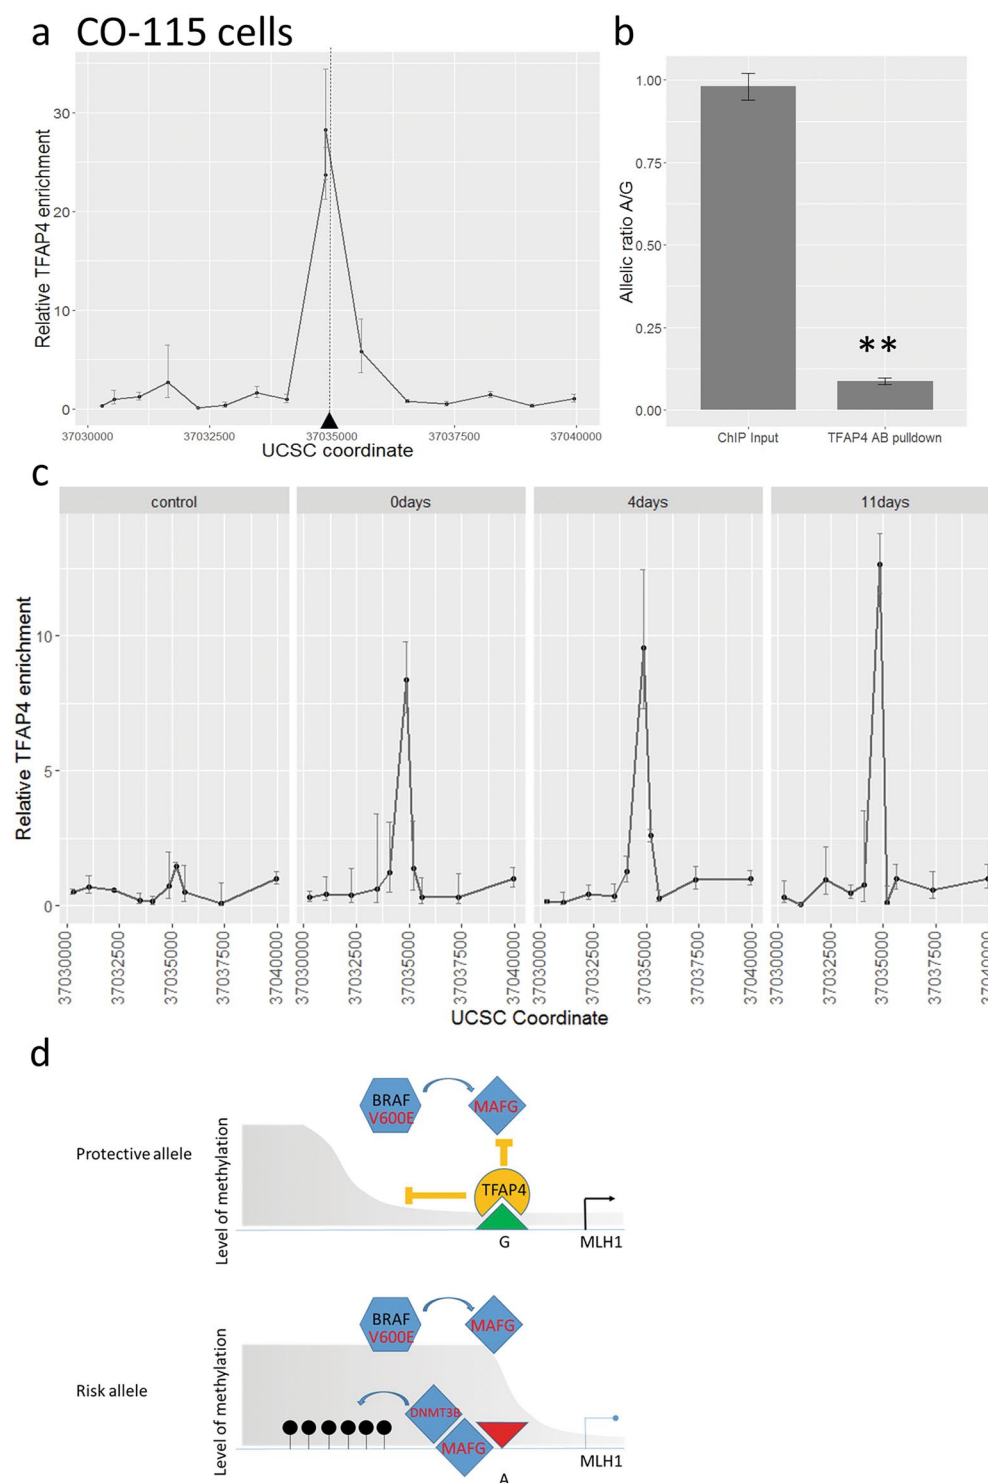 a CO-115 cells
Relative TFAP4 enrichment
30
20
10
0
37030000 37032500 37035000 37037500 37040000
UCSC coordinate
b
Allelic ratio A/G
1.00
0.75
0.50
0.25
0.00
**
ChIP Input TFAP4 AB pulldown
c
control 0days 4days 11days
Relative TFAP4 enrichment
10
5
0
37030000 37032500 37035000 37037500 37040000 37030000 37032500 37035000 37037500 37040000 37030000 37032500 37035000 37037500 37040000 37030000 37032500 37035000 37037500 37040000
UCSC Coordinate
d
Protective allele
Level of methylation
BRAF
V600E
MAFG
TFAP4
G
MLH1
Risk allele
Level of methylation
BRAF
V600E
MAFG
DNMT3B
MAFG
A
MLH1